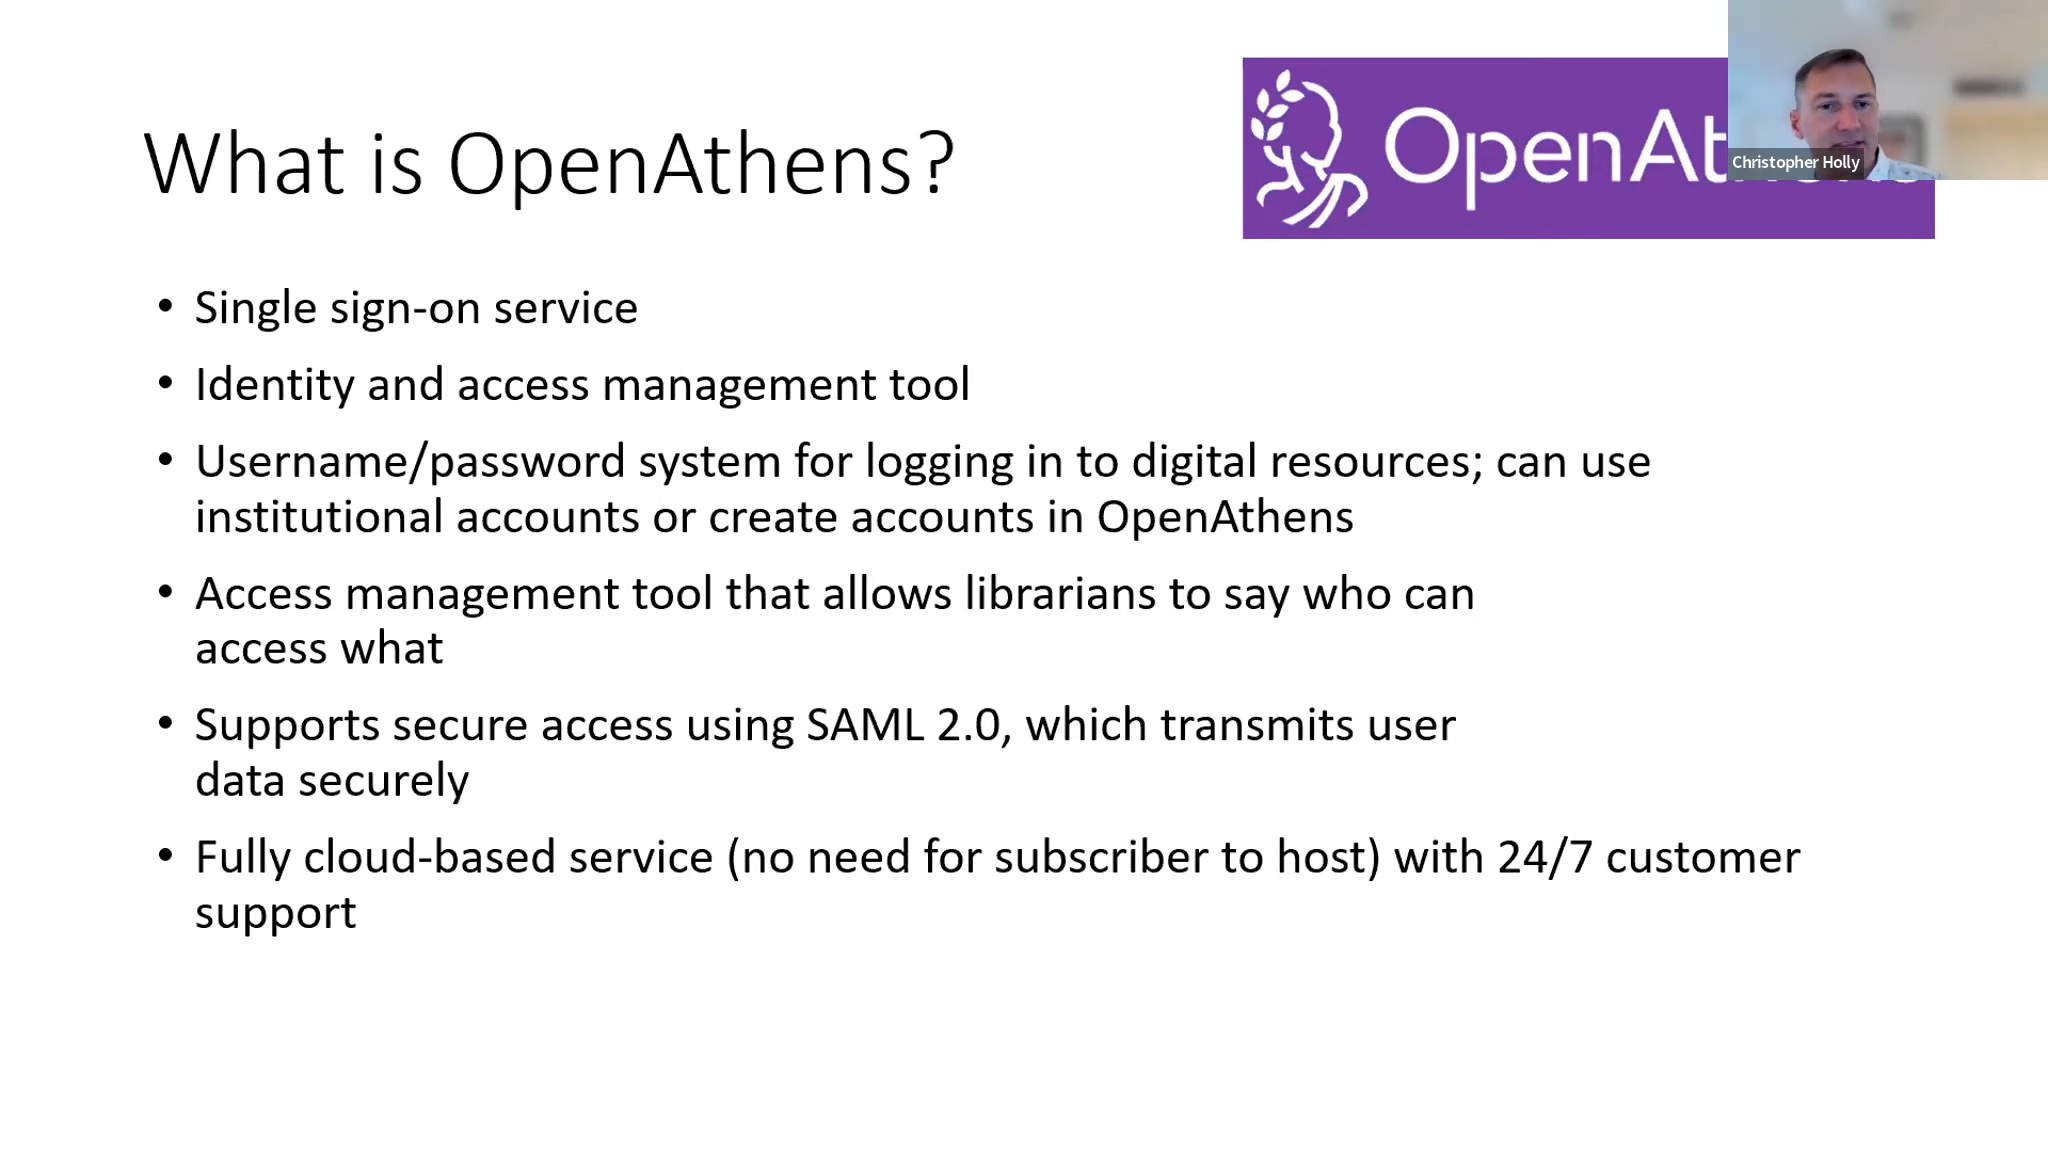 What is OpenAthens?
OpenAt
Christopher Holly
• Single sign-on service
• Identity and access management tool
• Username/password system for logging in to digital resources; can use
institutional accounts or create accounts in OpenAthens
• Access management tool that allows librarians to say who can
access what
• Supports secure access using SAML 2.0, which transmits user
data securely
• Fully cloud-based service (no need for subscriber to host) with 24/7 customer
support